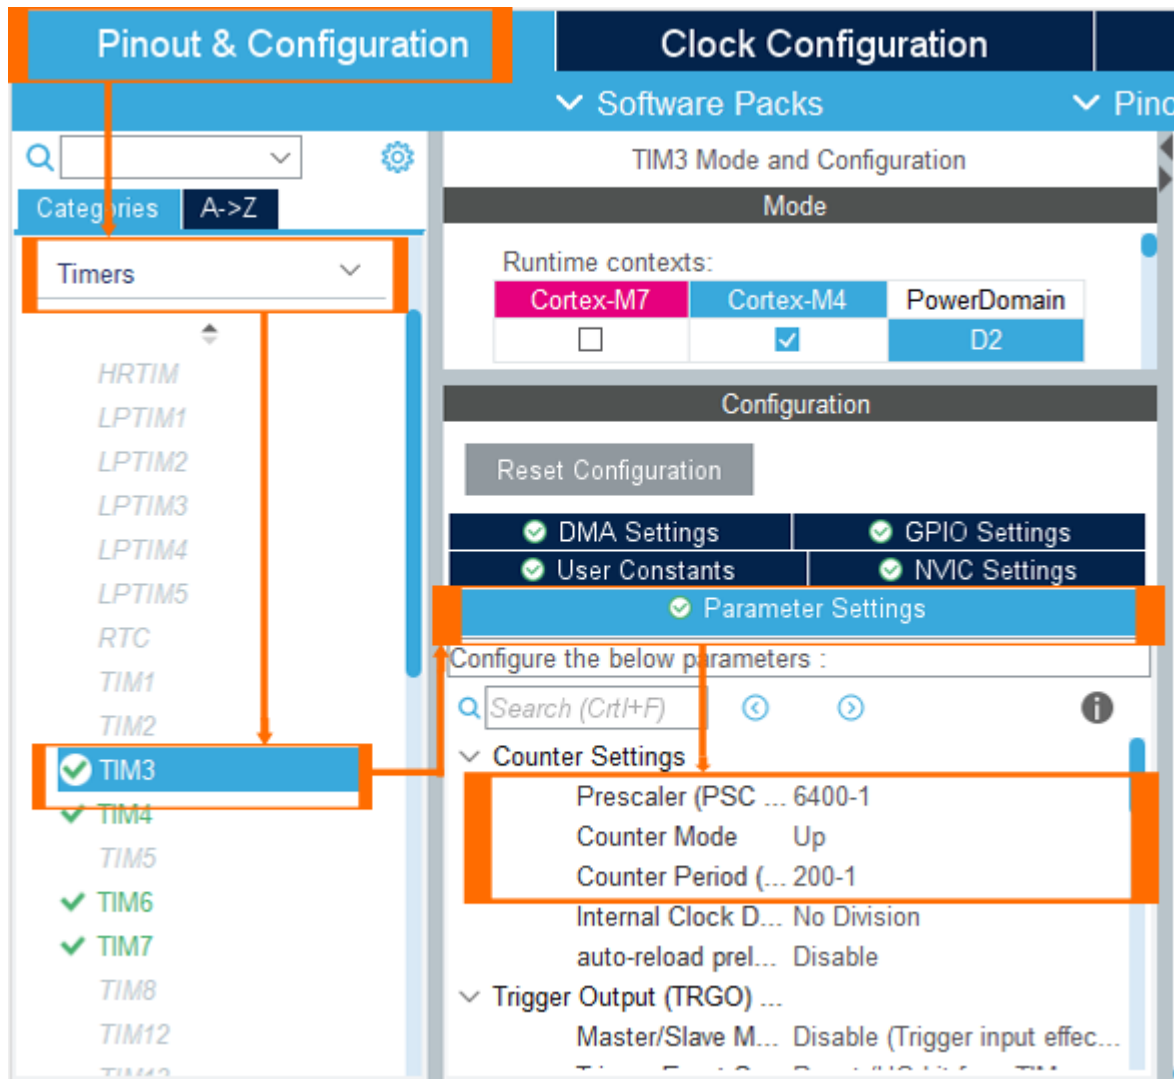 Pinout & Configuration
Clock Configuration
Software Packs
Pino
TIM3 Mode and Configuration
Categories
A->Z
Mode
Timers
Runtime contexts:
Cortex-M7
Cortex-M4
PowerDomain
D2
HRTIM
LPTIM1
LPTIM2
LPTIM3
LPTIM4
LPTIM5
RTC
TIM1
TIM2
TIM3
TIM4
TIM5
TIM6
TIM7
TIM8
TIM12
Configuration
Reset Configuration
DMA Settings
GPIO Settings
User Constants
NVIC Settings
Parameter Settings
Configure the below parameters :
Search (Crtl+F)
Counter Settings
Prescaler (PSC ... 6400-1
Counter Mode Up
Counter Period (... 200-1
Internal Clock D... No Division
auto-reload prel... Disable
Trigger Output (TRGO) ...
Master/Slave M... Disable (Trigger input effec...